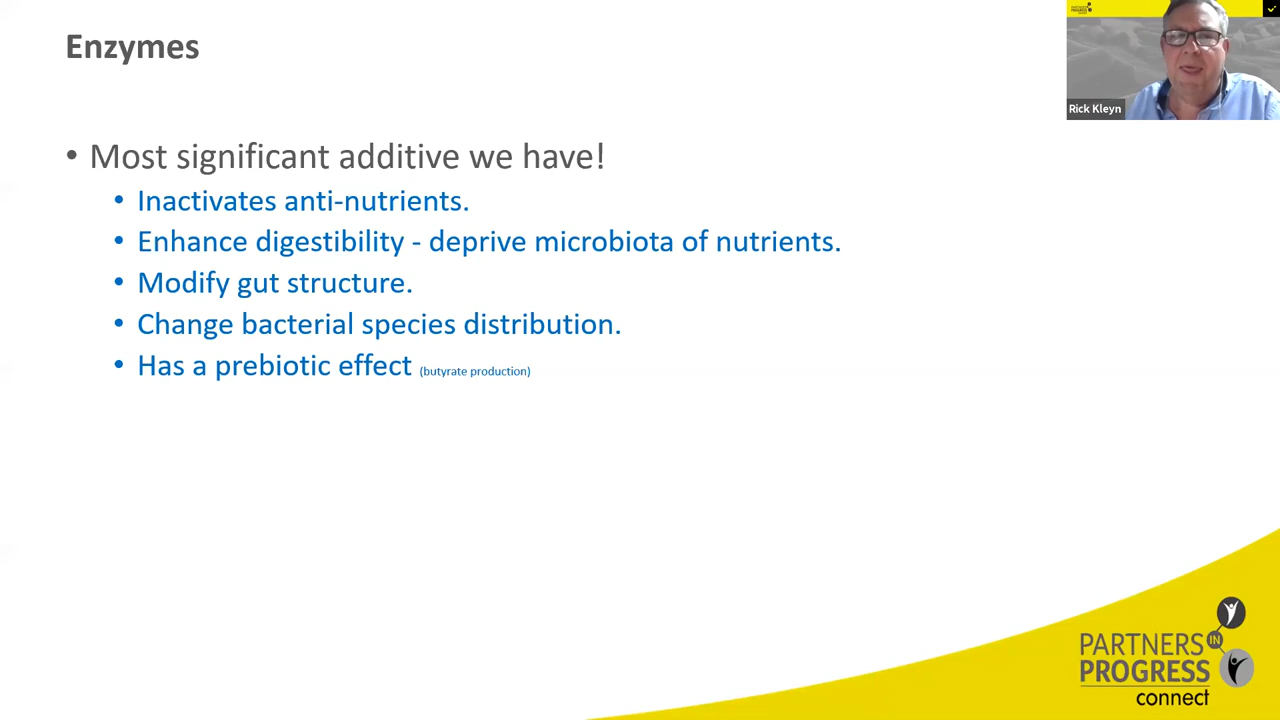 Enzymes
Rick Kleyn
• Most significant additive we have!
• Inactivates anti-nutrients.
• Enhance digestibility - deprive microbiota of nutrients.
• Modify gut structure.
• Change bacterial species distribution.
• Has a prebiotic effect (butyrate production)
PARTNERS IN
PROGRESS
connect